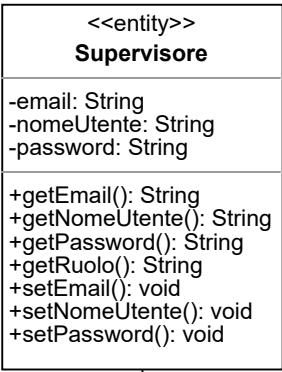 <<entity>>
Supervisore
-email: String
-nomeUtente: String
-password: String
+getEmail(): String
+getNomeUtente(): String
+getPassword(): String
+getRuolo(): String
+setEmail(): void
+setNomeUtente(): void
+setPassword(): void